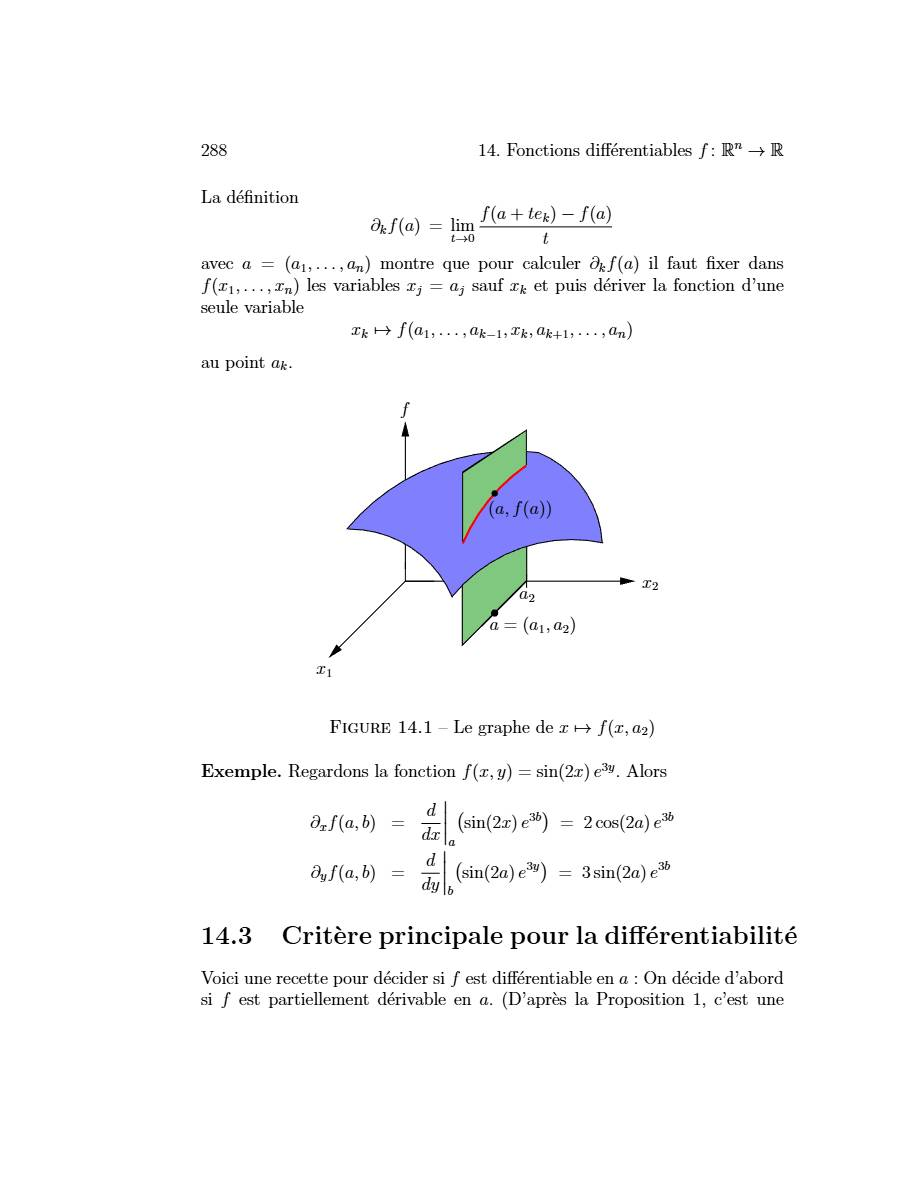 288 14. Fonctions différentiables f : ℝⁿ → ℝ
La définition
∂ₖf(a) = lim_{t→0} (f(a + teₖ) − f(a)) / t
avec a = (a₁, . . . , aₙ) montre que pour calculer ∂ₖf(a) il faut fixer dans
f(x₁, . . . , xₙ) les variables xⱼ = aⱼ sauf xₖ et puis dériver la fonction d'une
seule variable
xₖ ↦ f(a₁, . . . , aₖ₋₁, xₖ, aₖ₊₁, . . . , aₙ)
au point aₖ.
f
(a, f(a))
x₂
a₂
a = (a₁, a₂)
x₁
Figure 14.1 – Le graphe de x ↦ f(x, a₂)
Exemple. Regardons la fonction f(x, y) = sin(2x) e³ʸ. Alors
∂ₓf(a, b) = d/dx |ₐ (sin(2x) e^{3b}) = 2 cos(2a) e^{3b}
∂_y f(a, b) = d/dy |_b (sin(2a) e^{3y}) = 3 sin(2a) e^{3b}
14.3 Critère principale pour la différentiabilité
Voici une recette pour décider si f est différentiable en a : On décide d'abord
si f est partiellement dérivable en a. (D'après la Proposition 1, c'est une